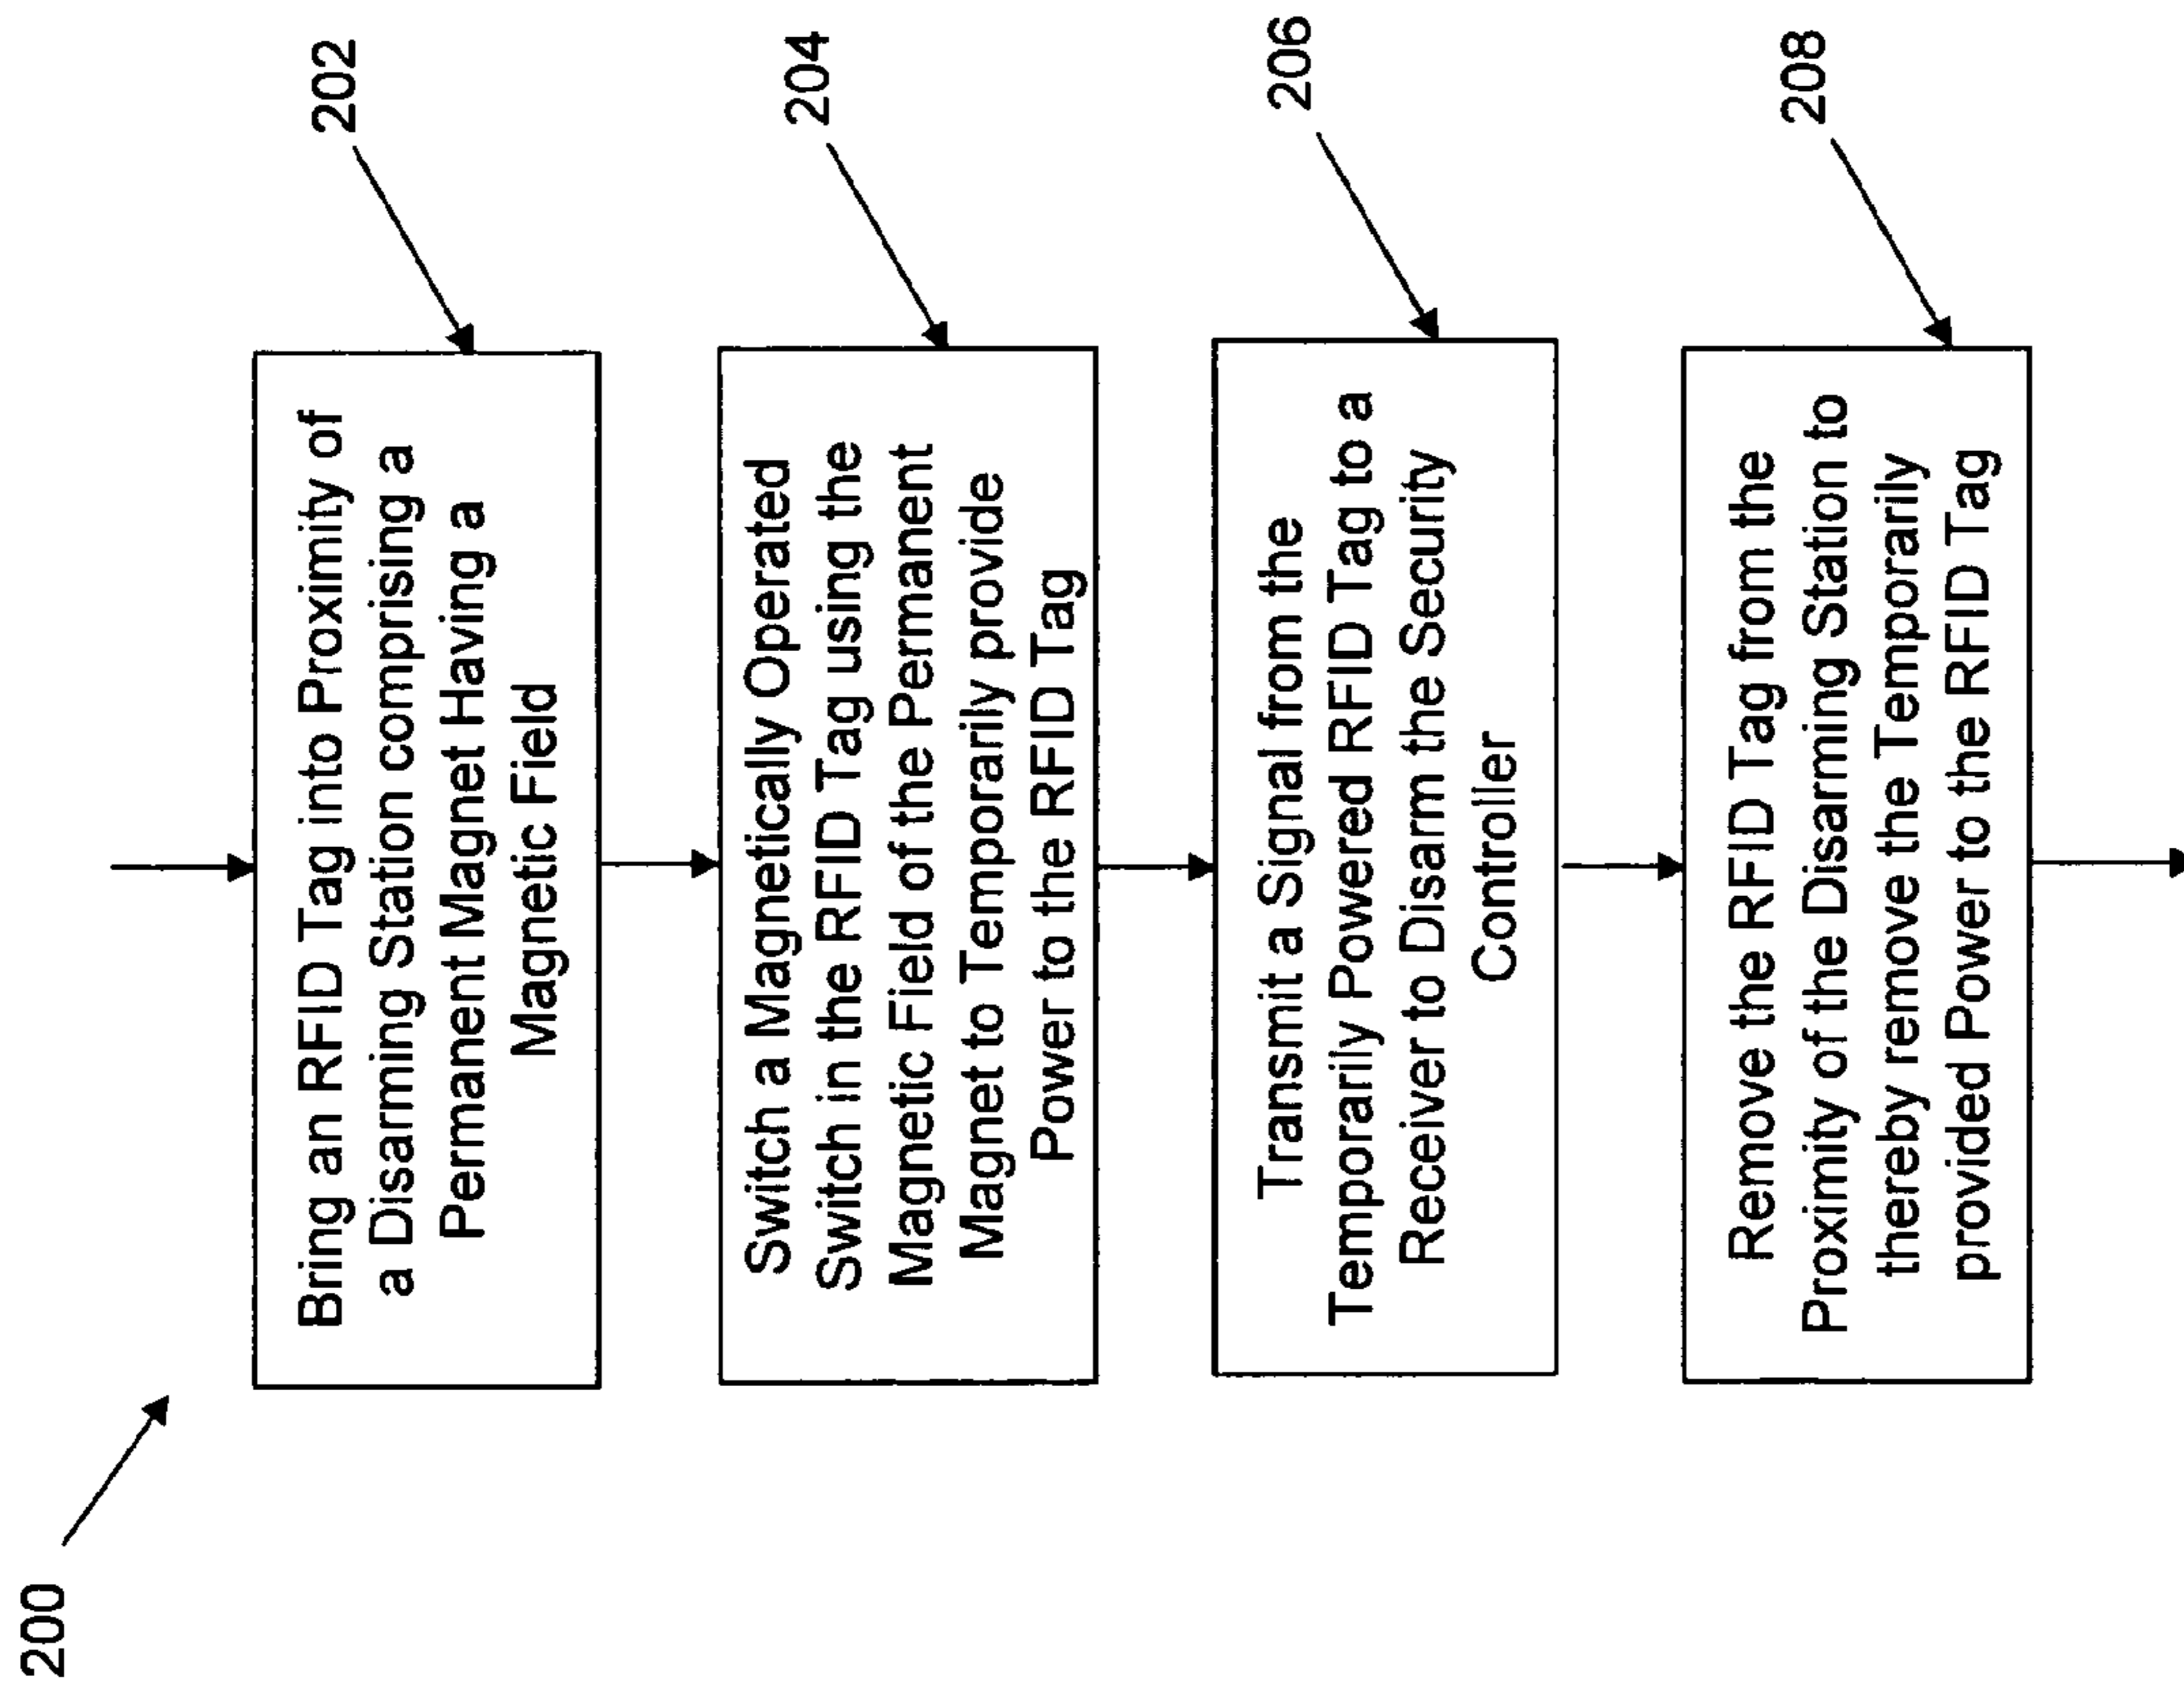 200
Bring an RFID Tag into Proximity of
a Disarming Station comprising a
Permanent Magnet Having a
Magnetic Field
202
Switch a Magnetically Operated
Switch in the RFID Tag using the
Magnetic Field of the Permanent
Magnet to Temporarily provide
Power to the RFID Tag
204
Transmit a Signal from the
Temporarily Powered RFID Tag to a
Receiver to Disarm the Security
Controller
206
Remove the RFID Tag from the
Proximity of the Disarming Station to
thereby remove the Temporarily
provided Power to the RFID Tag
208